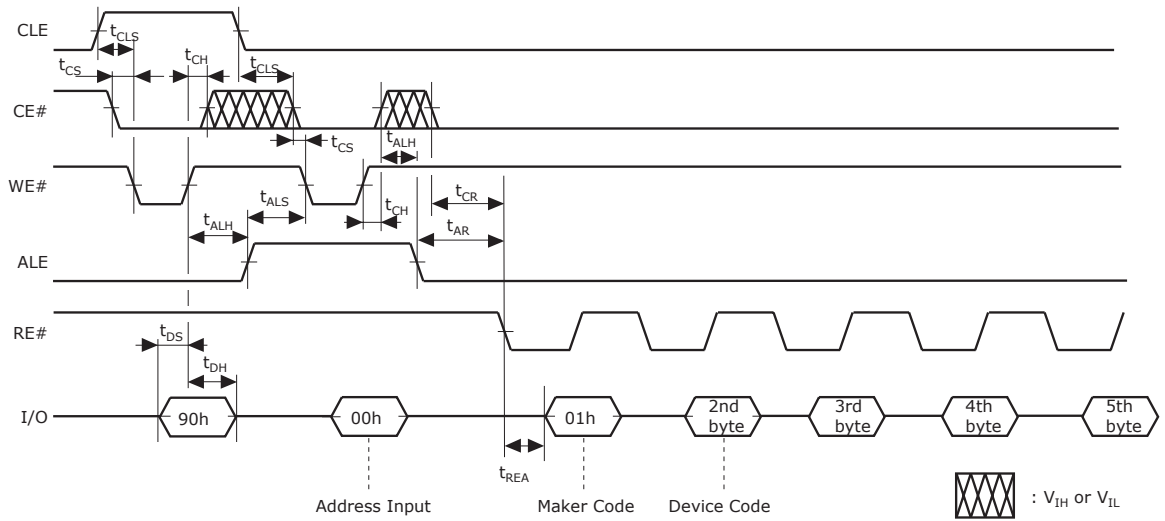 CLE
tCLS
tCS
tCH
tCLS
CE#
tCS
tALH
WE#
tCR
tALS
tCH
tALH
tAR
ALE
RE#
tDS
tDH
I/O
90h
00h
01h
2nd byte
3rd byte
4th byte
5th byte
tREA
Address Input
Maker Code
Device Code
: VIH or VIL